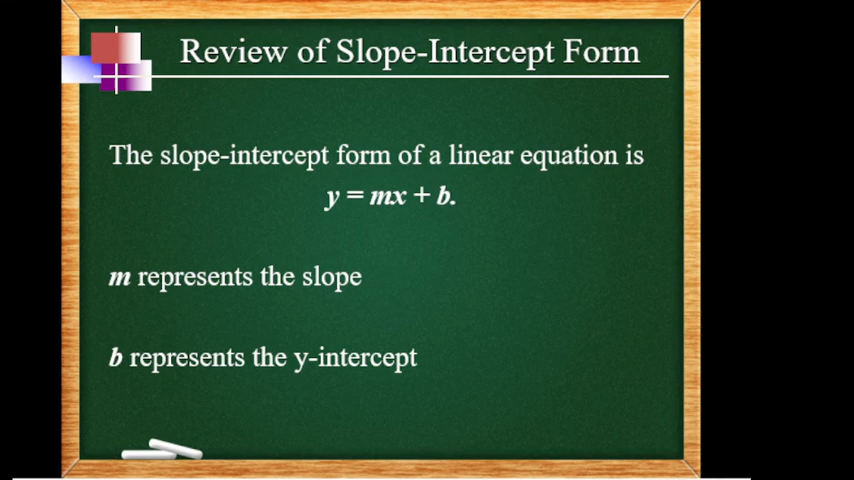 Review of Slope-Intercept Form
The slope-intercept form of a linear equation is
y = mx + b.
m represents the slope
b represents the y-intercept